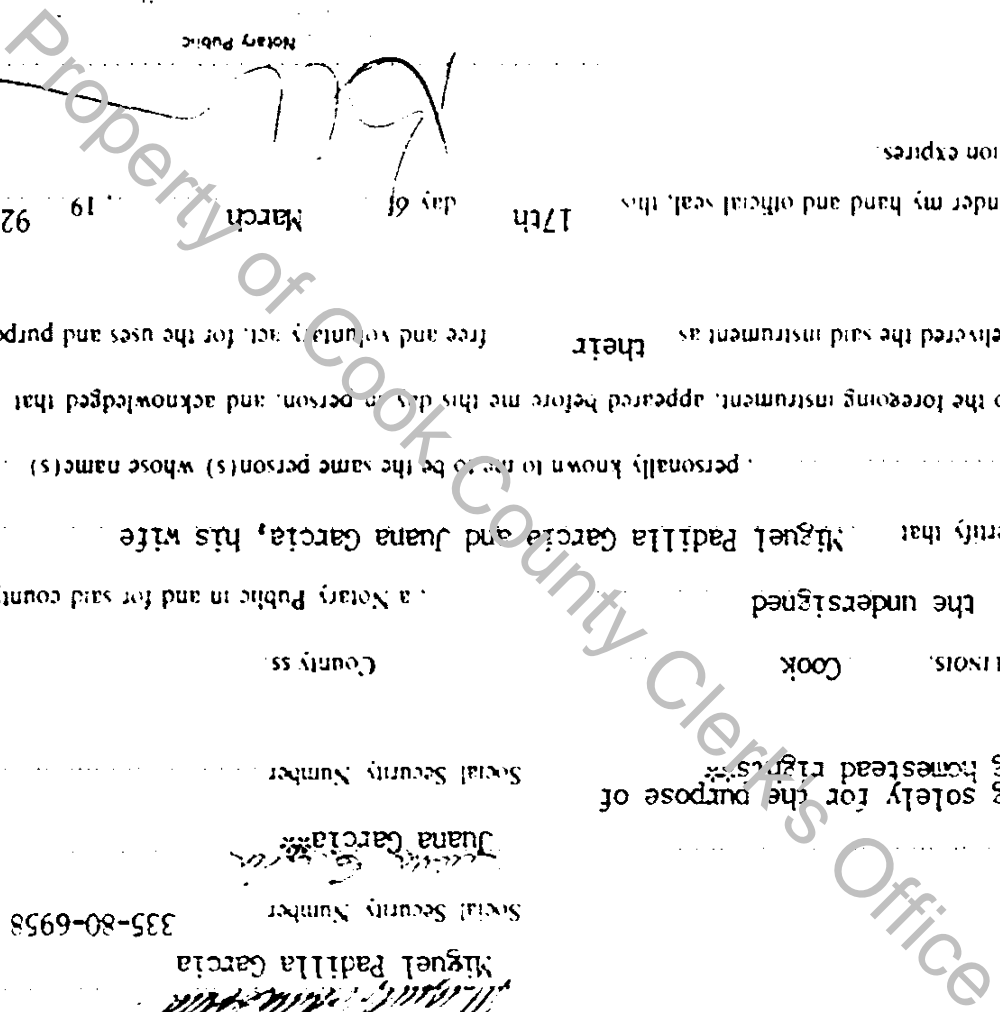 Miguel Padilla Garcia
Social Security Number 335-80-6958
Juana Garcia**
g solely for the purpose of
g homestead rights**
Social Security Number
linois, Cook County ss
the undersigned , a Notary Public in and for said county
ertify that Miguel Padilla Garcia and Juana Garcia, his wife
, personally known to me to be the same person(s) whose name(s)
o the foregoing instrument, appeared before me this day in person, and acknowledged that
elivered the said instrument as their free and voluntary act, for the uses and purpo
nder my hand and official seal, this 17th day of March , 19 92
ion expires:
Notary Public
Property of Cook County Clerk's Office